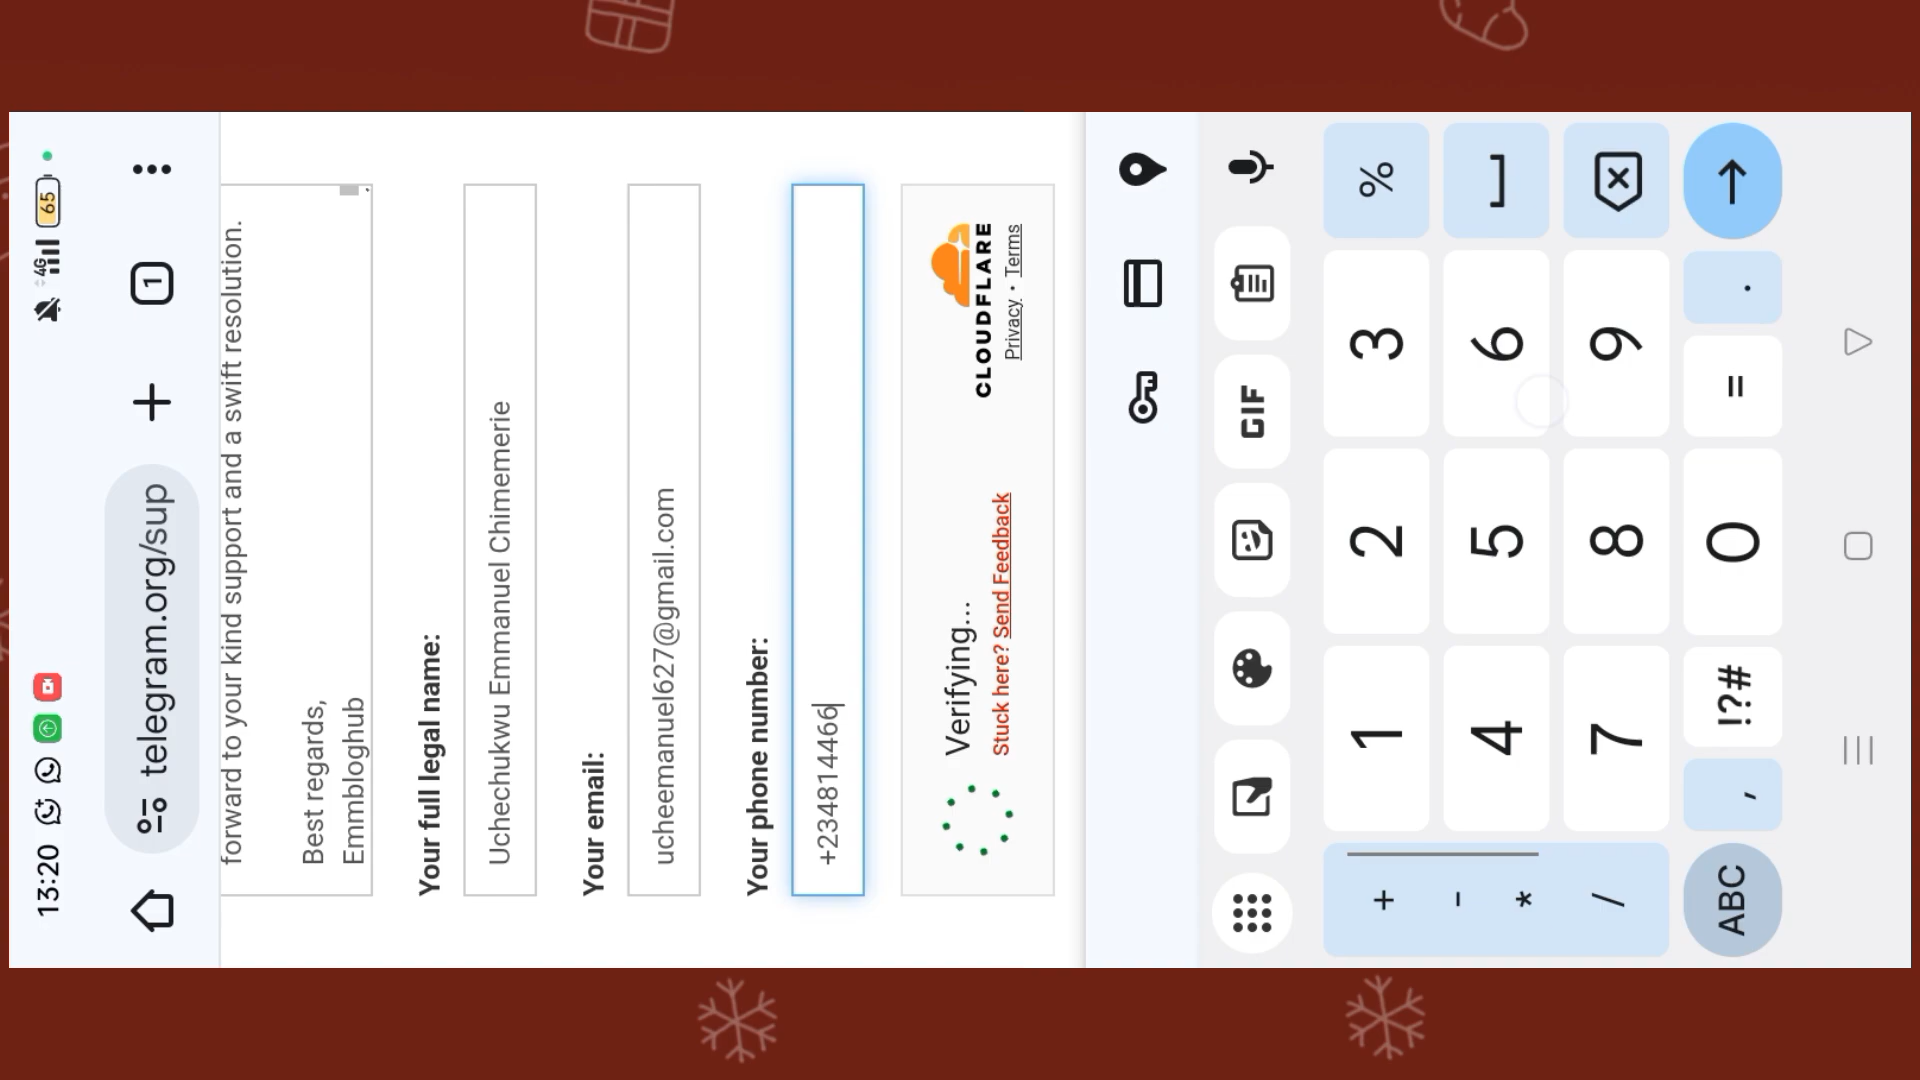 13:20
4G
65
telegram.org/sup
1
forward to your kind support and a swift resolution.
Best regards,
Emmbloghub
Your full legal name:
Uchechukwu Emmanuel Chimemerie
Your email:
ucheemanuel627@gmail.com
Your phone number:
+234814466
Verifying...
Stuck here? Send Feedback
CLOUDFLARE
Privacy • Terms
GIF
+ 1 2 3 %
- 4 5 6
*
/ 7 8 9
ABC , !?# 0 = .